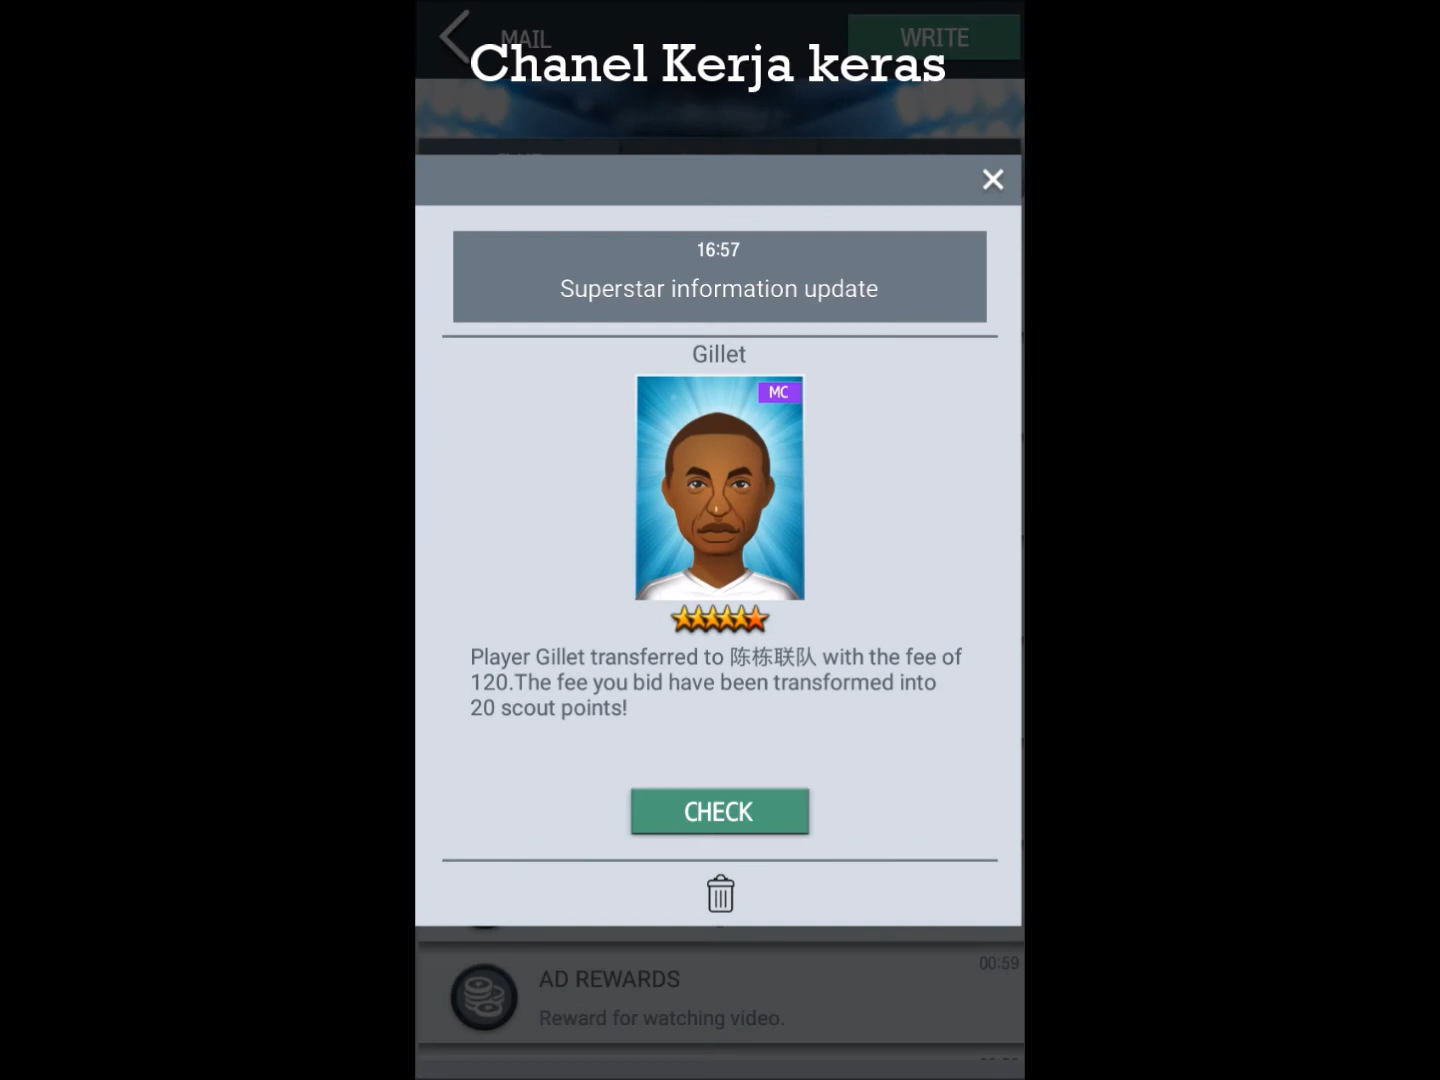 MAIL
WRITE
Chanel Kerja keras
16:57
Superstar information update
Gillet
MC
Player Gillet transferred to 陈栋联队 with the fee of
120.The fee you bid have been transformed into
20 scout points!
CHECK
00:59
AD REWARDS
Reward for watching video.